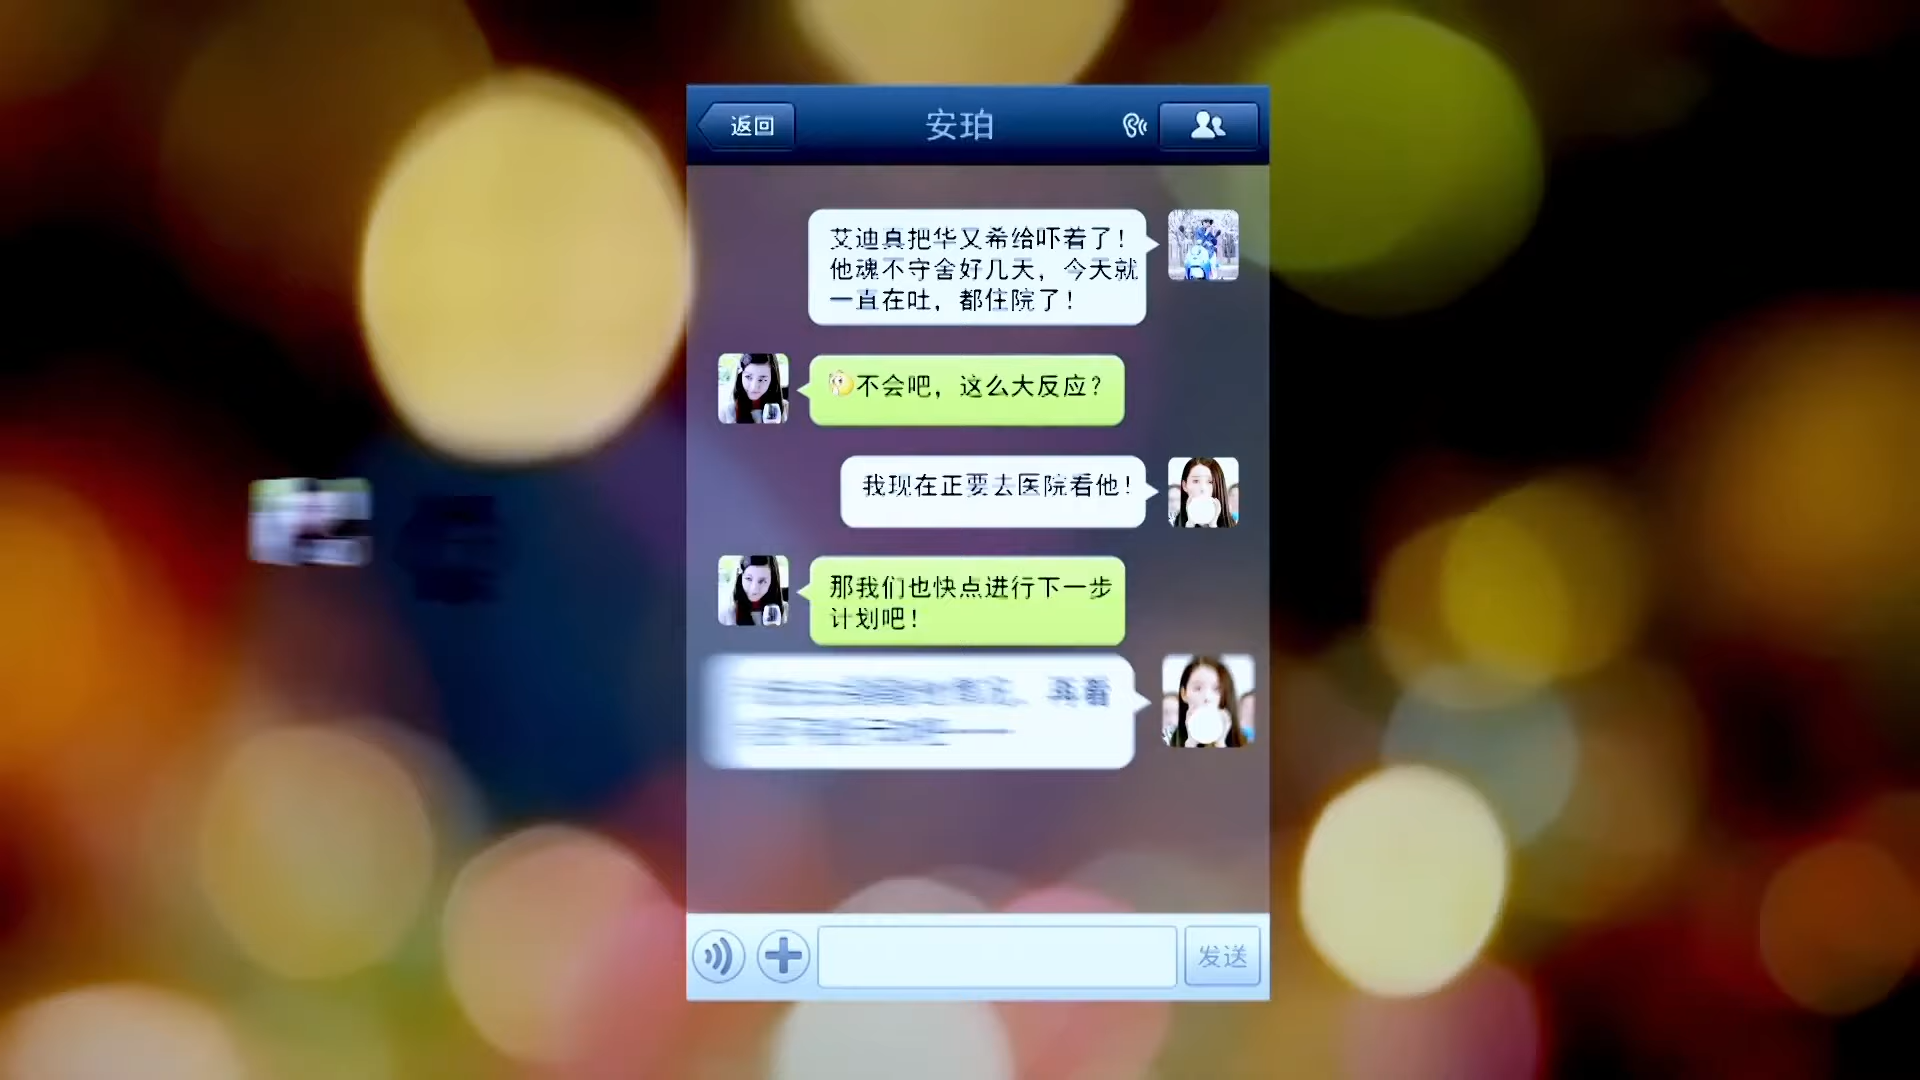 返回
安珀
艾迪真把华又希给吓着了!
他魂不守舍好几天，今天就
一直在吐，都住院了!
不会吧，这么大反应?
我现在正要去医院看他!
那我们也快点进行下一步
计划吧!
再看
发送